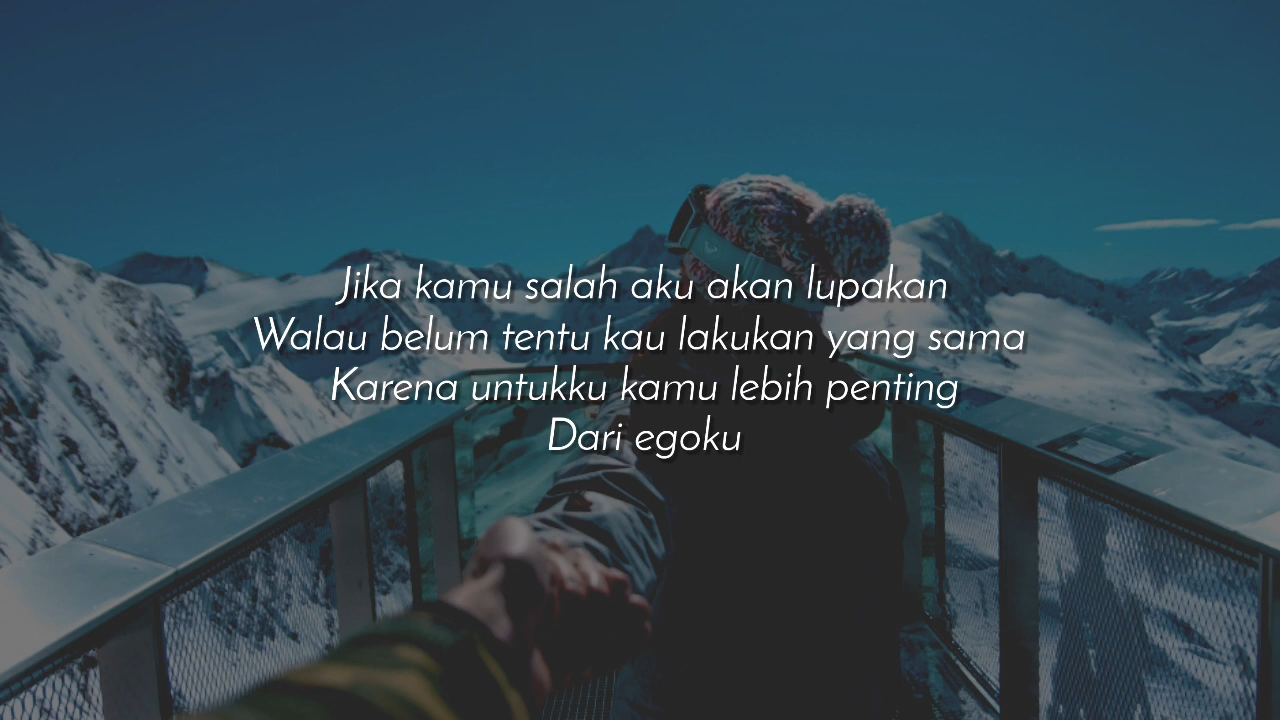 Jika kamu salah aku akan lupakan
Walau belum tentu kau lakukan yang sama
Karena untukku kamu lebih penting
Dari egoku